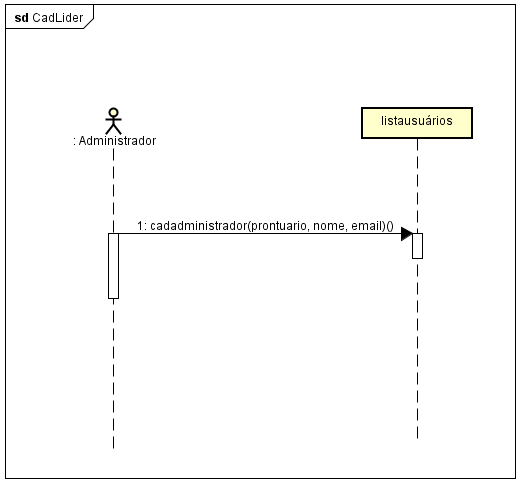 sd CadLider
: Administrador
listausuários
1: cadadministrador(prontuario, nome, email)()